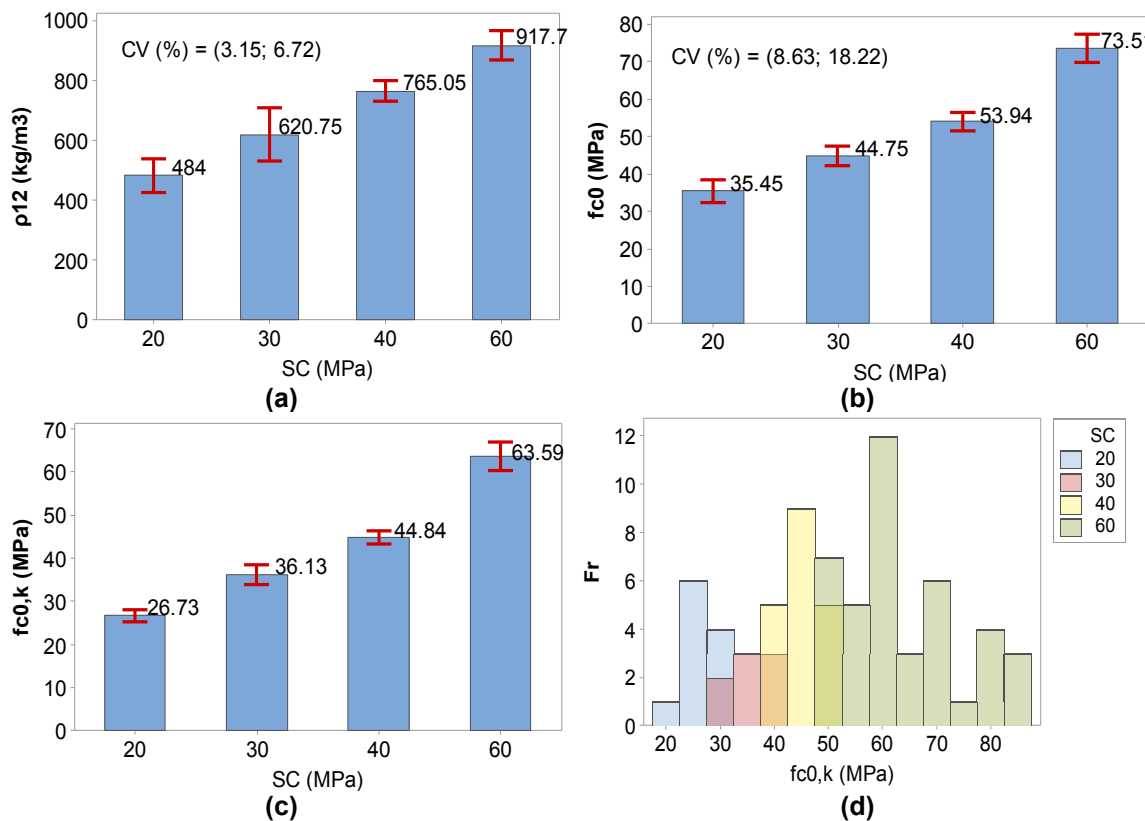 1000
800
600
400
200
0
ρ12 (kg/m3)
CV (%) = (3.15; 6.72)
484
620.75
765.05
917.7
20 30 40 60
SC (MPa)
(a)
80
70
60
50
40
30
20
10
0
fc0 (MPa)
CV (%) = (8.63; 18.22)
35.45
44.75
53.94
73.51
20 30 40 60
SC (MPa)
(b)
70
60
50
40
30
20
10
0
fc0,k (MPa)
26.73
36.13
44.84
63.59
20 30 40 60
SC (MPa)
(c)
12
10
8
6
4
2
0
Fr
20 30 40 50 60 70 80
fc0,k (MPa)
(d)
SC
20
30
40
60